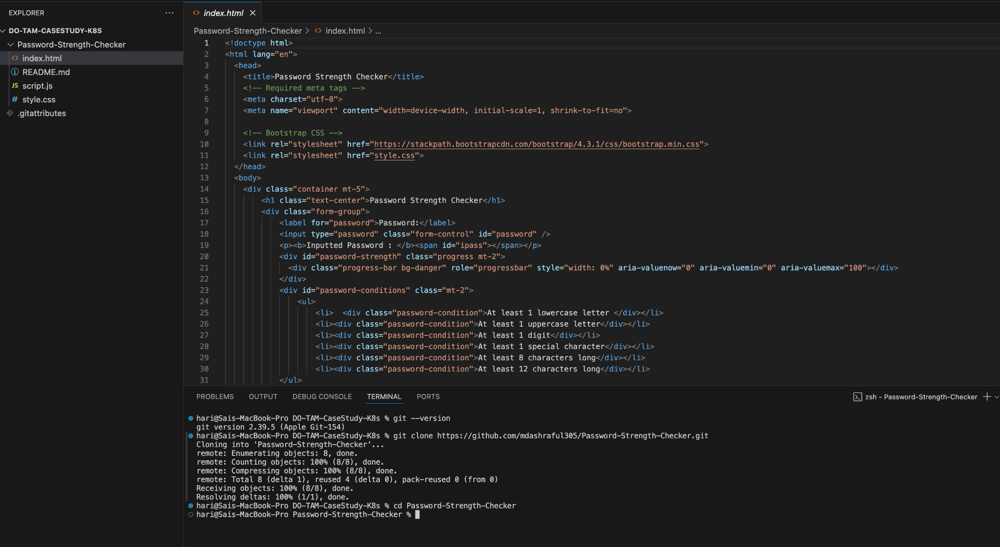 EXPLORER
DO-TAM-CASESTUDY-K8S
Password-Strength-Checker
<> index.html
README.md
JS script.js
# style.css
.gitattributes
<> index.html
Password-Strength-Checker > <> index.html > ...
1 <!doctype html>
2 <html lang="en">
3 <head>
4 <title>Password Strength Checker</title>
5 <!-- Required meta tags -->
6 <meta charset="utf-8">
7 <meta name="viewport" content="width=device-width, initial-scale=1, shrink-to-fit=no">
8
9 <!-- Bootstrap CSS -->
10 <link rel="stylesheet" href="https://stackpath.bootstrapcdn.com/bootstrap/4.3.1/css/bootstrap.min.css">
11 <link rel="stylesheet" href="style.css">
12 </head>
13 <body>
14 <div class="container mt-5">
15 <h1 class="text-center">Password Strength Checker</h1>
16 <div class="form-group">
17 <label for="password">Password:</label>
18 <input type="password" class="form-control" id="password" />
19 <p><b>Inputted Password : </b><span id="ipass"></span></p>
20 <div id="password-strength" class="progress mt-2">
21 <div class="progress-bar bg-danger" role="progressbar" style="width: 0%" aria-valuenow="0" aria-valuemin="0" aria-valuemax="100"></div>
22 </div>
23 <div id="password-conditions" class="mt-2">
24 <ul>
25 <li>  <div class="password-condition">At least 1 lowercase letter </div></li>
26 <li><div class="password-condition">At least 1 uppercase letter</div></li>
27 <li><div class="password-condition">At least 1 digit</div></li>
28 <li><div class="password-condition">At least 1 special character</div></li>
29 <li><div class="password-condition">At least 8 characters long</div></li>
30 <li><div class="password-condition">At least 12 characters long</div></li>
31 </ul>
PROBLEMS OUTPUT DEBUG CONSOLE TERMINAL PORTS
zsh - Password-Strength-Checker
hari@Sais-MacBook-Pro DO-TAM-CaseStudy-K8s % git --version
git version 2.39.5 (Apple Git-154)
hari@Sais-MacBook-Pro DO-TAM-CaseStudy-K8s % git clone https://github.com/mdashraful305/Password-Strength-Checker.git
Cloning into 'Password-Strength-Checker'...
remote: Enumerating objects: 8, done.
remote: Counting objects: 100% (8/8), done.
remote: Compressing objects: 100% (8/8), done.
remote: Total 8 (delta 1), reused 4 (delta 0), pack-reused 0 (from 0)
Receiving objects: 100% (8/8), done.
Resolving deltas: 100% (1/1), done.
hari@Sais-MacBook-Pro DO-TAM-CaseStudy-K8s % cd Password-Strength-Checker
hari@Sais-MacBook-Pro Password-Strength-Checker %